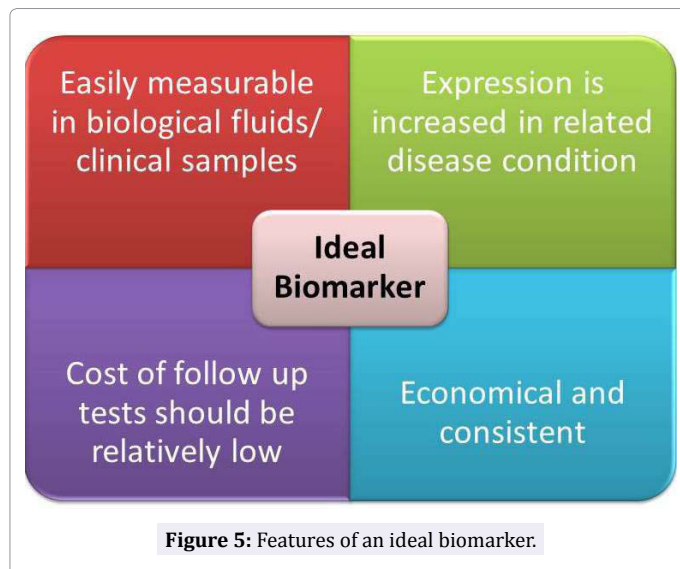 Easily measurable
in biological fluids/
clinical samples
Expression is
increased in related
disease condition
Ideal
Biomarker
Cost of follow up
tests should be
relatively low
Economical and
consistent
Figure 5: Features of an ideal biomarker.